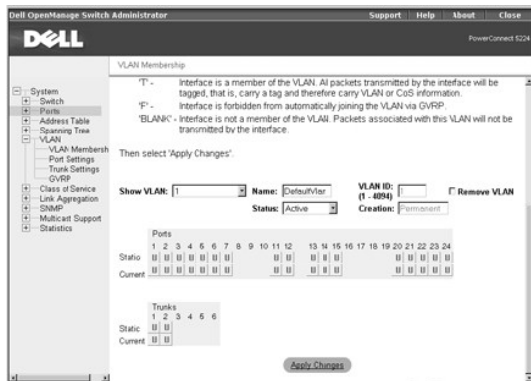 Dell OpenManage Switch Administrator Support Help About Close
DELL
PowerConnect 5224
VLAN Membership
System
Switch
Ports
Address Table
Spanning Tree
VLAN
VLAN Membersh
Port Settings
Trunk Settings
GVRP
Class of Service
Link Aggregation
SNMP
Multicast Support
Statistics
'T' - Interface is a member of the VLAN. All packets transmitted by the interface will be
tagged, that is, carry a tag and therefore carry VLAN or CoS information.
'F' - Interface is forbidden from automatically joining the VLAN via GVRP.
'BLANK' - Interface is not a member of the VLAN. Packets associated with this VLAN will not be
transmitted by the interface.
Then select 'Apply Changes'.
Show VLAN: 1 Name: DefaultVlan VLAN ID: (1 - 4094) 1 Remove VLAN
Status: Active Creation: Permanent
Ports
1 2 3 4 5 6 7 8 9 10 11 12 13 14 15 16 17 18 19 20 21 22 23 24
Static U U U U U U U U U U U U U U U U U
Current U U U U U U U U U U U U U U U U U
Trunks
1 2 3 4 5 6
Static U U
Current U U
Apply Changes